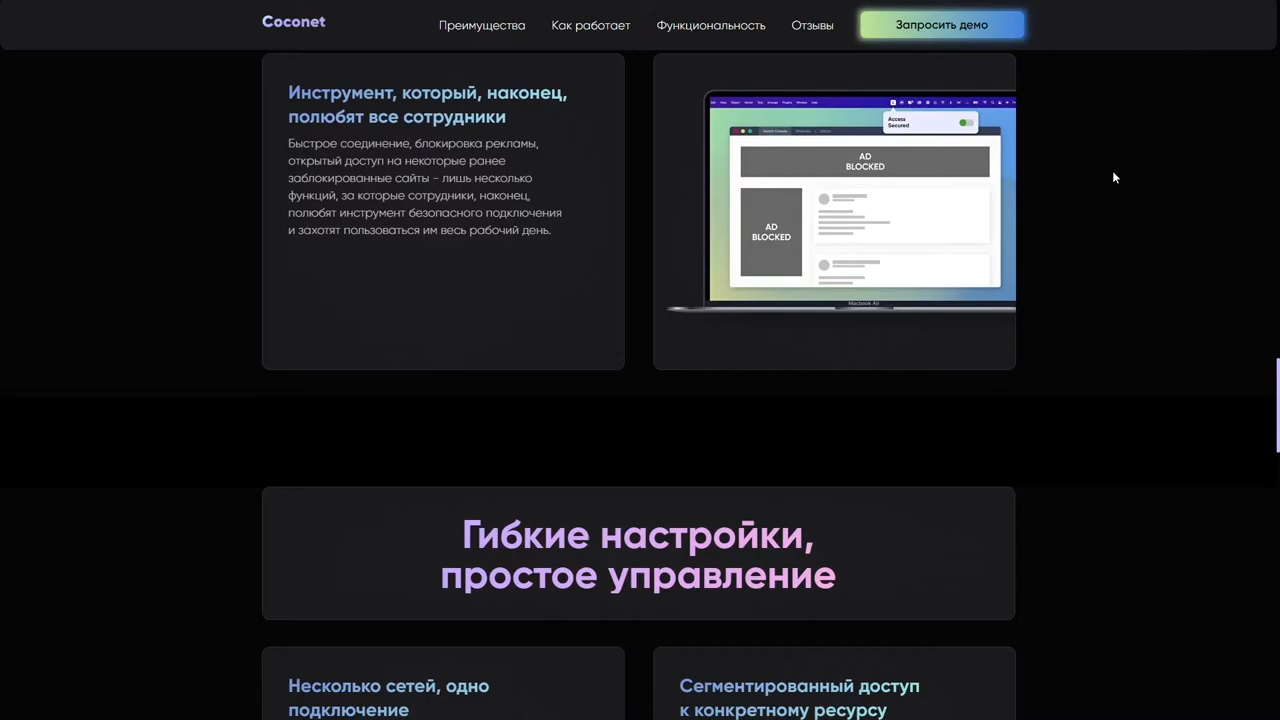 Coconet
Преимущества
Как работает
Функциональность
Отзывы
Запросить демо
Инструмент, который, наконец,
полюбят все сотрудники
Быстрое соединение, блокировка рекламы,
открытый доступ на некоторые ранее
заблокированные сайты – лишь несколько
функций, за которые сотрудники, наконец,
полюбят инструмент безопасного подключения
и захотят пользоваться им весь рабочий день.
Access
Secured
AD
BLOCKED
AD
BLOCKED
Macbook Air
Гибкие настройки,
простое управление
Несколько сетей, одно
подключение
Сегментированный доступ
к конкретному ресурсу